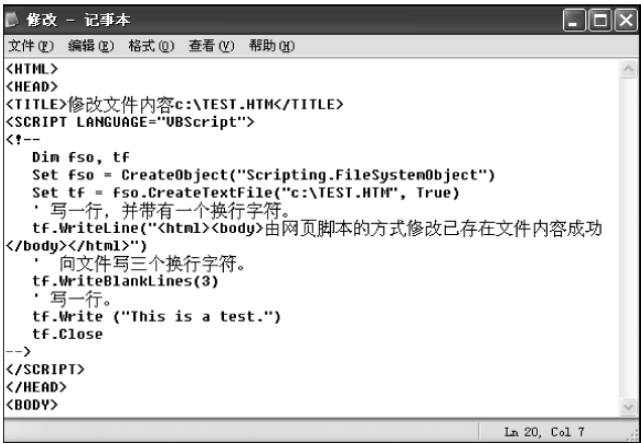 修改 - 记事本
文件(F) 编辑(E) 格式(O) 查看(V) 帮助(H)
<HTML>
<HEAD>
<TITLE>修改文件内容c:\TEST.HTM</TITLE>
<SCRIPT LANGUAGE="VBScript">
<!--
Dim fso, tf
Set fso = CreateObject("Scripting.FileSystemObject")
Set tf = fso.CreateTextFile("c:\TEST.HTM", True)
' 写一行，并带有一个换行字符。
tf.WriteLine("<html><body>由网页脚本的方式修改已存在文件内容成功
</body></html>")
' 向文件写三个换行字符。
tf.WriteBlankLines(3)
' 写一行。
tf.Write ("This is a test.")
tf.Close
-->
</SCRIPT>
</HEAD>
<BODY>
Ln 20, Col 7